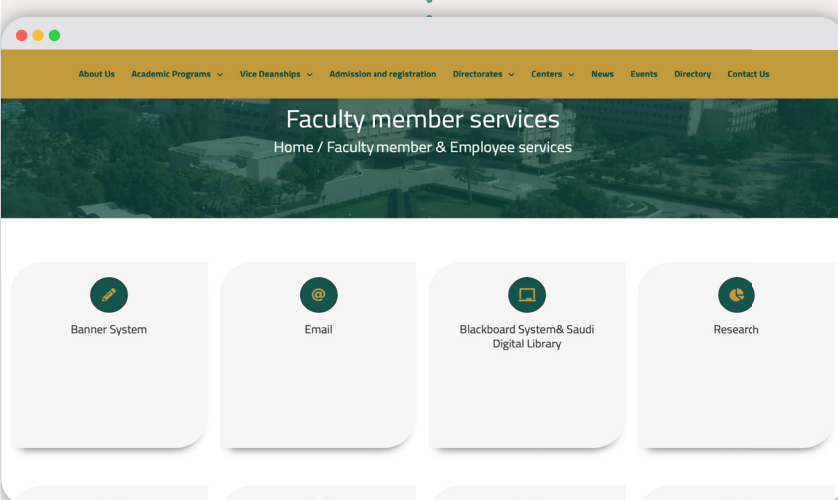 About Us Academic Programs Vice Deanships Admission and registration Directorates Centers News Events Directory Contact Us
Faculty member services
Home / Faculty member & Employee services
Banner System
Email
Blackboard System& Saudi
Digital Library
Research